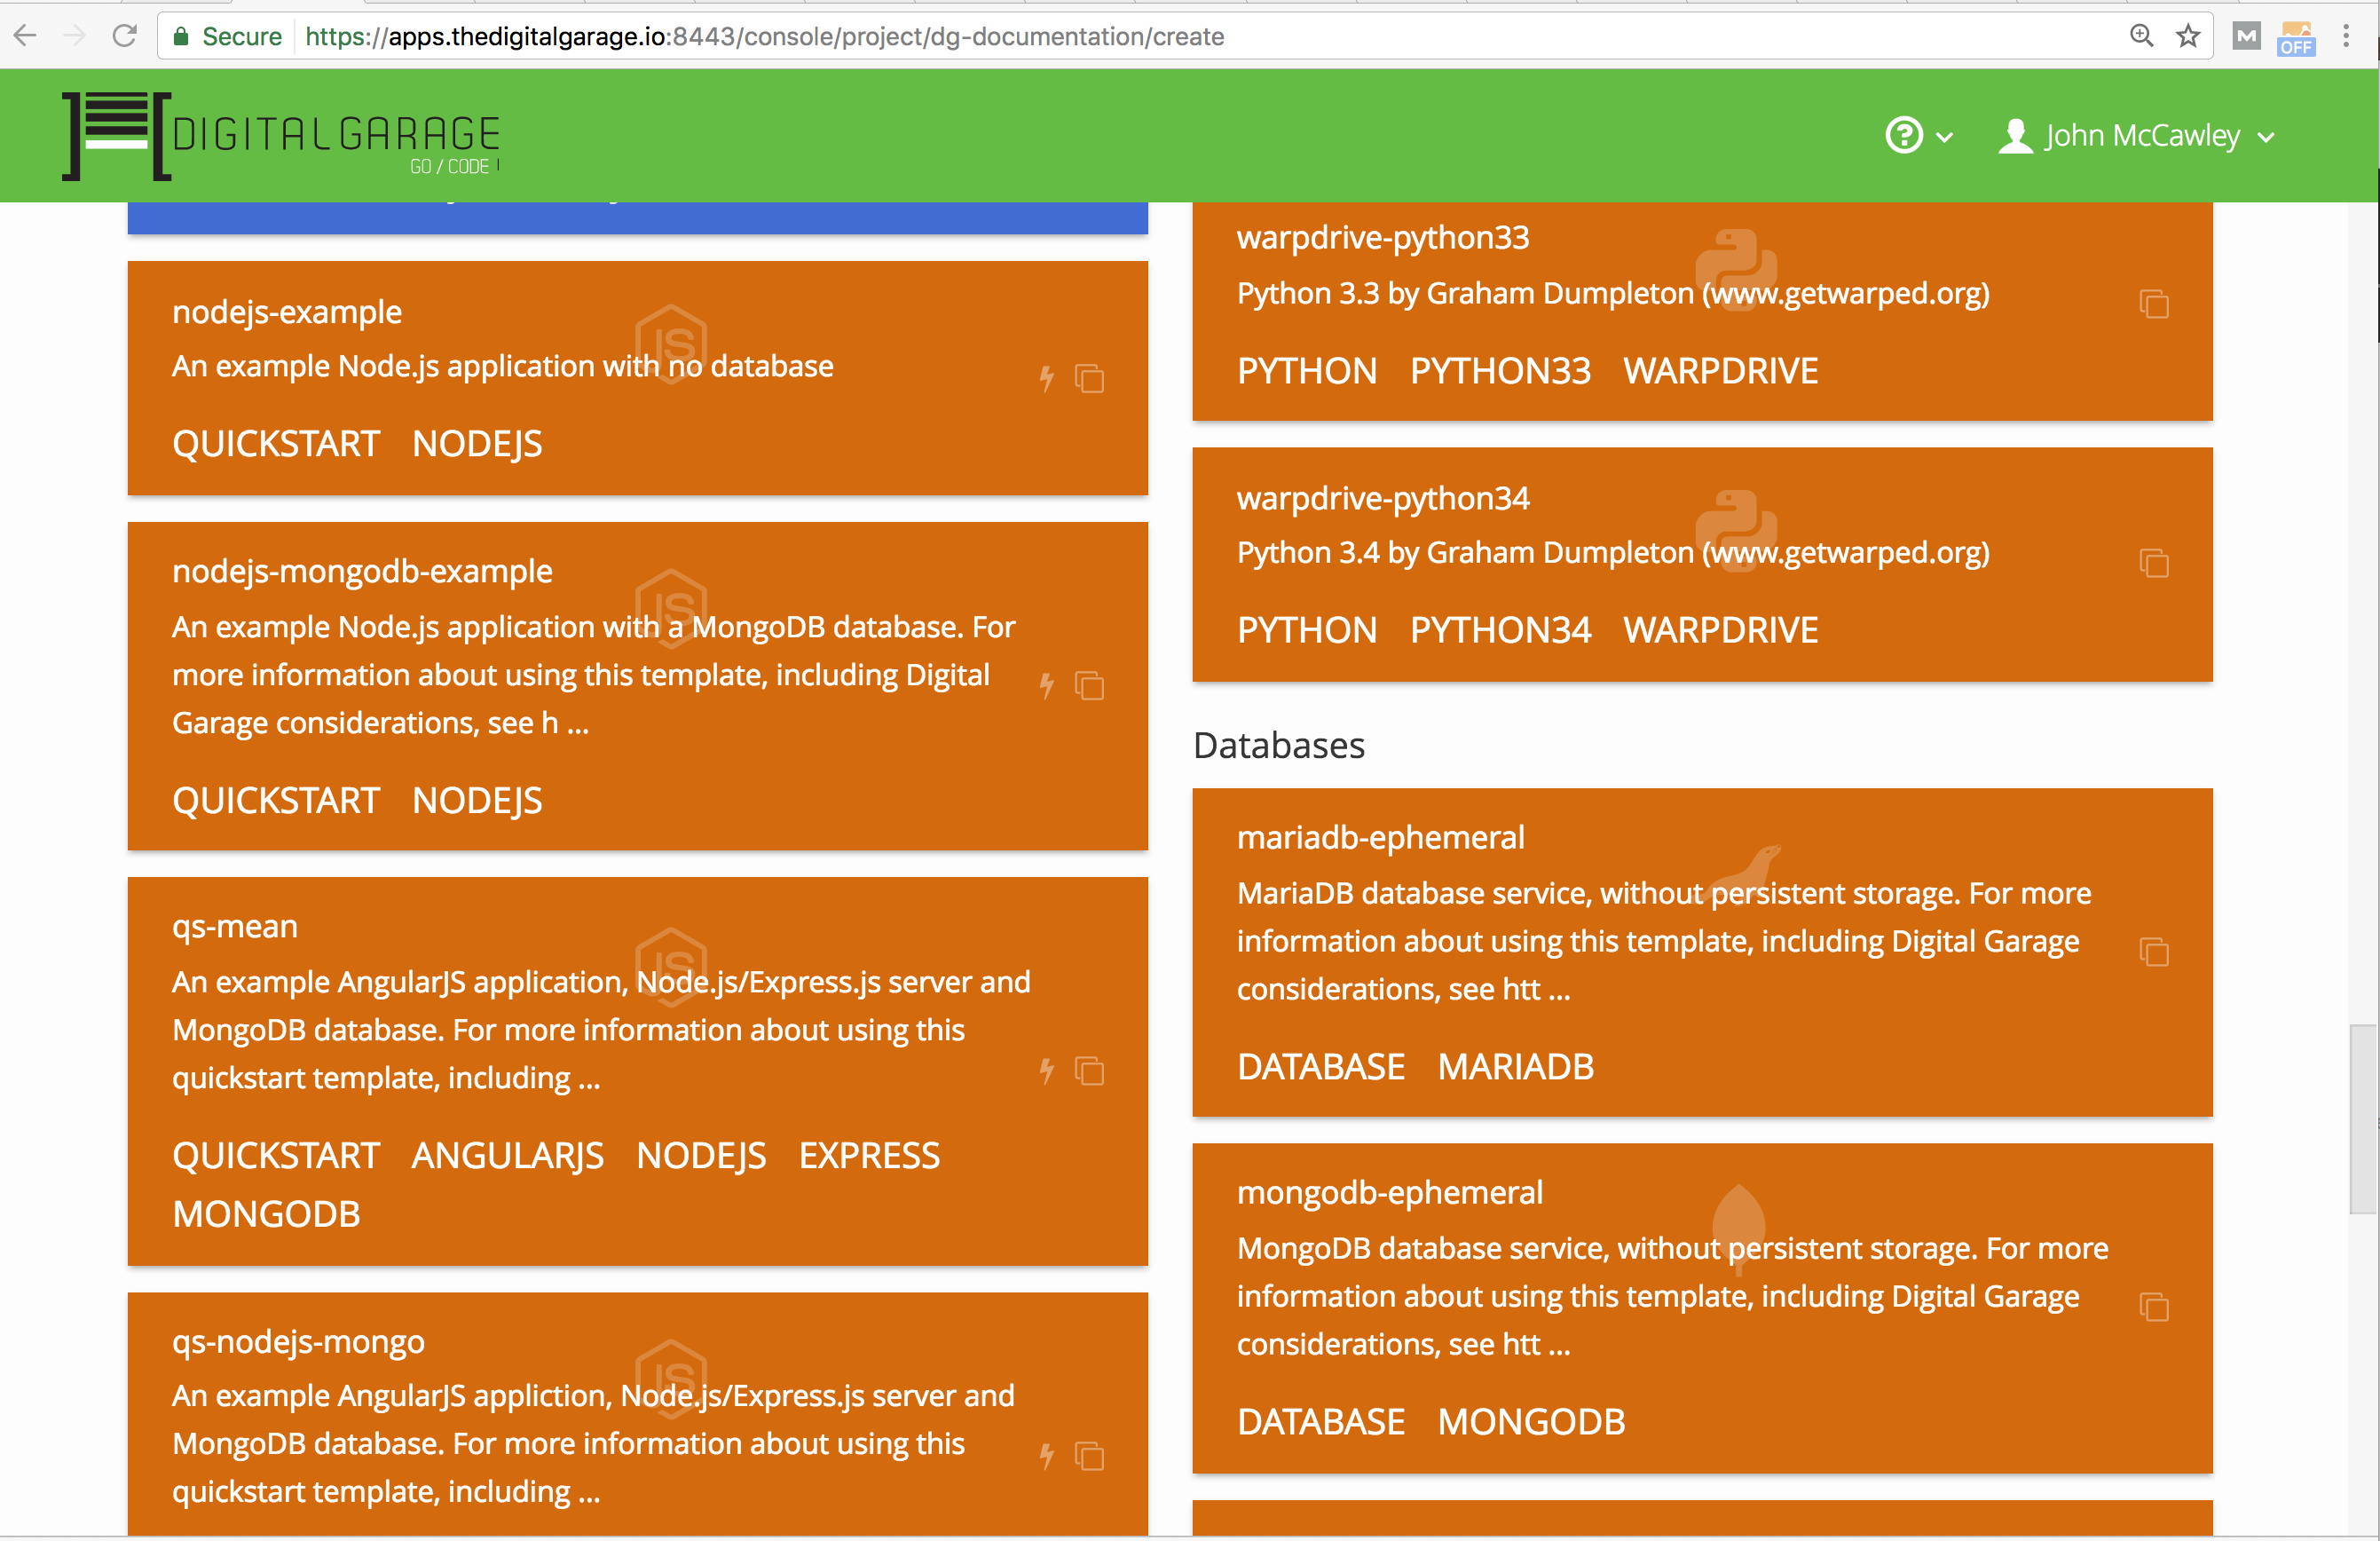 Secure https://apps.thedigitalgarage.io:8443/console/project/dg-documentation/create
M
OFF
DIGITALGARAGE
GO / CODE
John McCawley
nodejs-example
JS
An example Node.js application with no database
QUICKSTART NODEJS
nodejs-mongodb-example
JS
An example Node.js application with a MongoDB database. For
more information about using this template, including Digital
Garage considerations, see h ...
QUICKSTART NODEJS
qs-mean
JS
An example AngularJS application, Node.js/Express.js server and
MongoDB database. For more information about using this
quickstart template, including ...
QUICKSTART ANGULARJS NODEJS EXPRESS
MONGODB
qs-nodejs-mongo
JS
An example AngularJS appliction, Node.js/Express.js server and
MongoDB database. For more information about using this
quickstart template, including ...
warpdrive-python33
Python 3.3 by Graham Dumpleton (www.getwarped.org)
PYTHON PYTHON33 WARPDRIVE
warpdrive-python34
Python 3.4 by Graham Dumpleton (www.getwarped.org)
PYTHON PYTHON34 WARPDRIVE
Databases
mariadb-ephemeral
MariaDB database service, without persistent storage. For more
information about using this template, including Digital Garage
considerations, see htt ...
DATABASE MARIADB
mongodb-ephemeral
MongoDB database service, without persistent storage. For more
information about using this template, including Digital Garage
considerations, see htt ...
DATABASE MONGODB